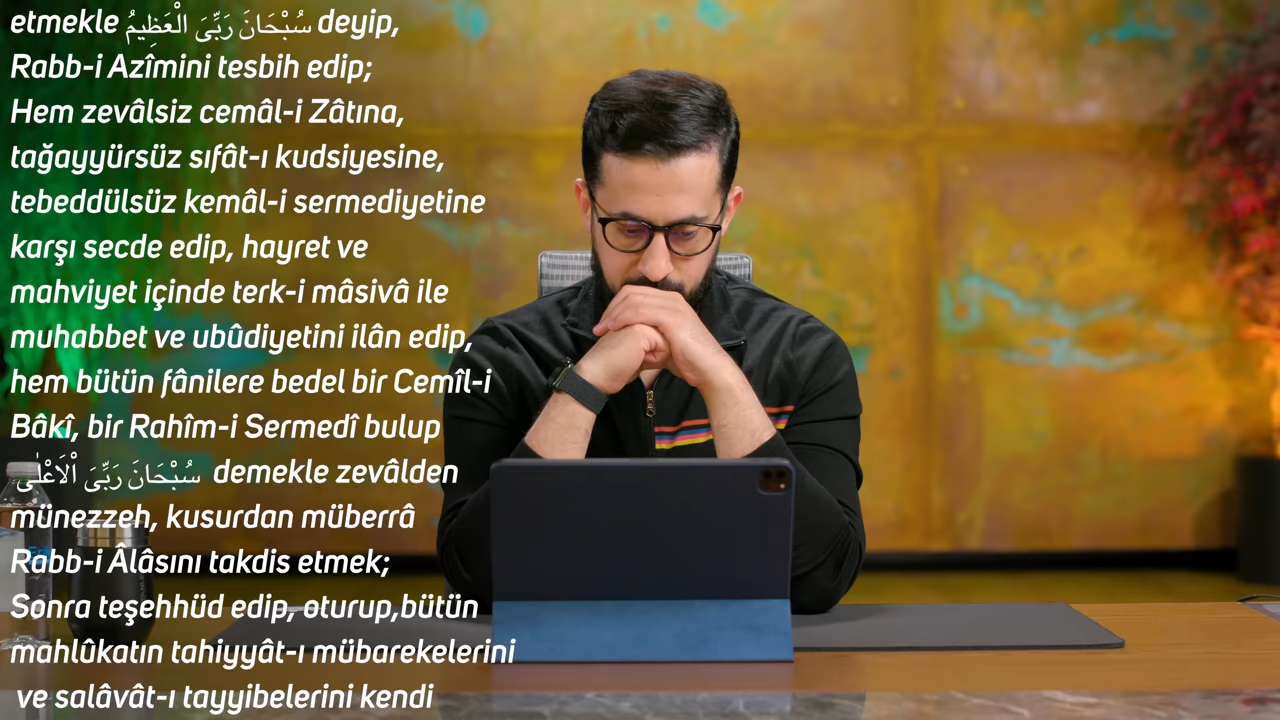 etmekle سُبْحَانَ رَبِّىَ الْعَظِيمُ deyip,
Rabb-i Azîmini tesbih edip;
Hem zevâlsiz cemâl-i Zâtına,
tağayyürsüz sıfât-ı kudsiyesine,
tebeddülsüz kemâl-i sermediyetine
karşı secde edip, hayret ve
mahviyet içinde terk-i mâsivâ ile
muhabbet ve ubûdiyetini ilân edip,
hem bütün fânilere bedel bir Cemîl-i
Bâkî, bir Rahîm-i Sermedî bulup
سُبْحَانَ رَبِّىَ اْلاَعْلٰى demekle zevâlden
münezzeh, kusurdan müberrâ
Rabb-i Âlâsını takdis etmek;
Sonra teşehhüd edip, oturup,bütün
mahlûkatın tahiyyât-ı mübarekelerini
ve salâvât-ı tayyibelerini kendi